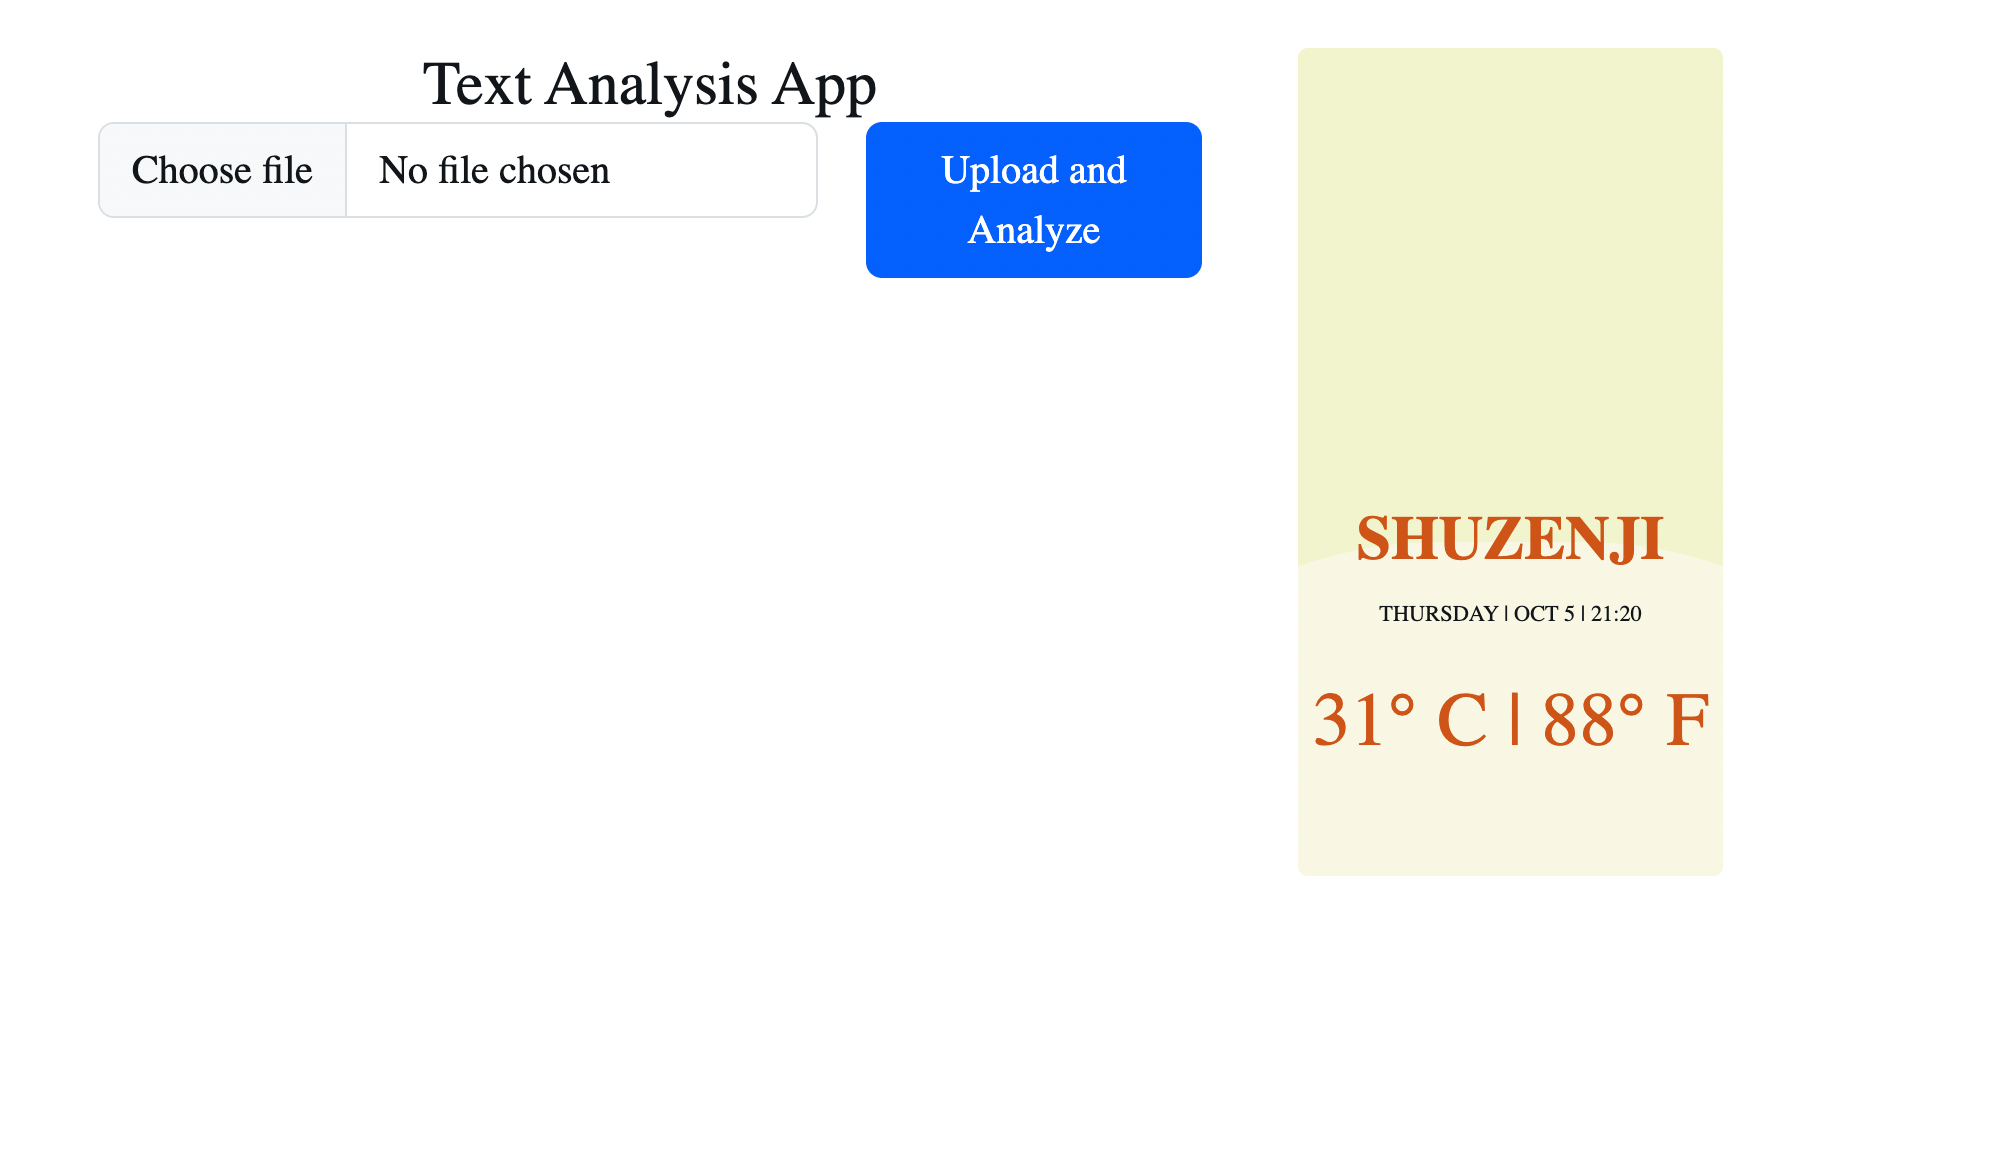 Text Analysis App
Choose file No file chosen
Upload and
Analyze
SHUZENJI
THURSDAY | OCT 5 | 21:20
31° C | 88° F